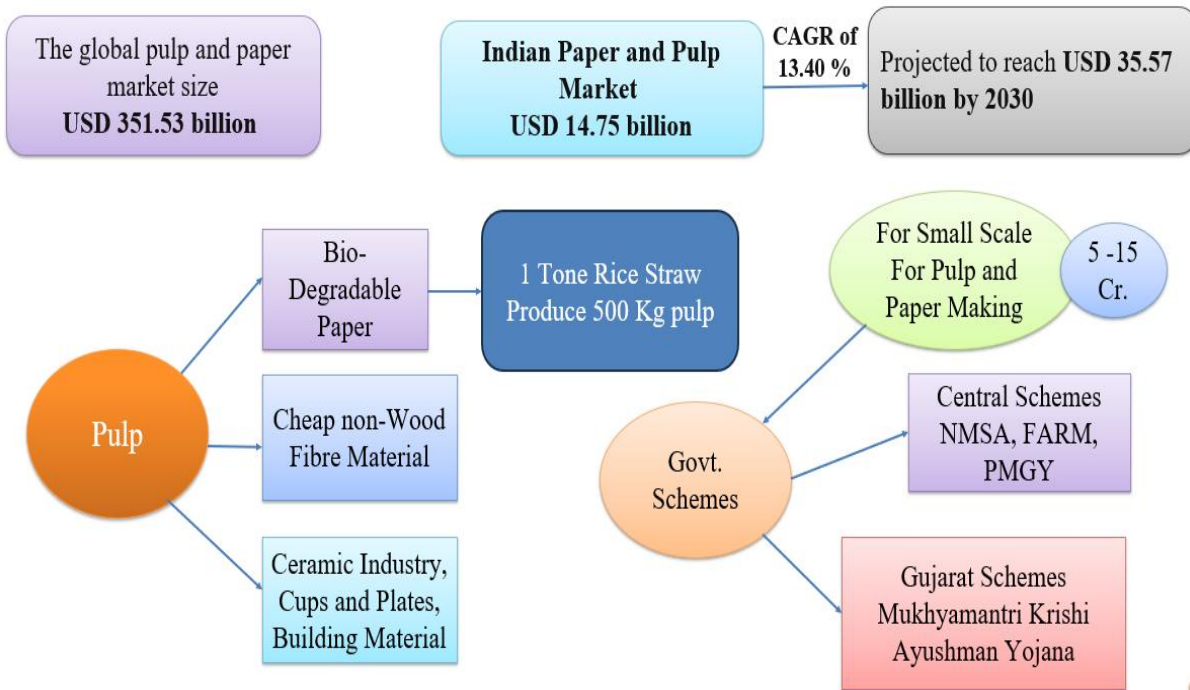 The global pulp and paper
market size
USD 351.53 billion
Indian Paper and Pulp
Market
USD 14.75 billion
CAGR of
13.40 %
Projected to reach USD 35.57
billion by 2030
Bio-
Degradable
Paper
1 Tone Rice Straw
Produce 500 Kg pulp
For Small Scale
For Pulp and
Paper Making
5 -15
Cr.
Pulp
Cheap non-Wood
Fibre Material
Ceramic Industry,
Cups and Plates,
Building Material
Govt.
Schemes
Central Schemes
NMSA, FARM,
PMGY
Gujarat Schemes
Mukhyamantri Krishi
Ayushman Yojana